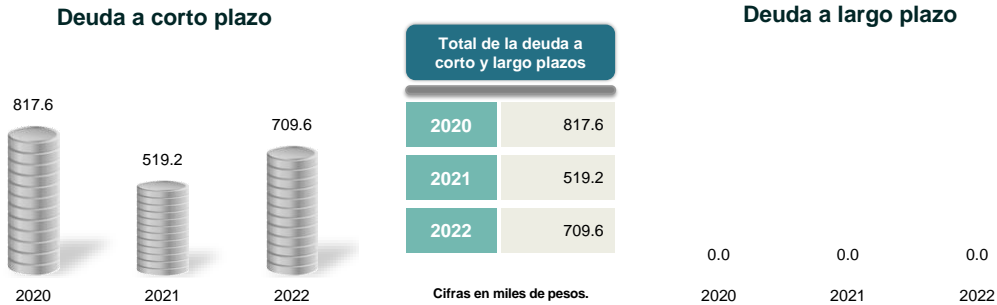 Deuda a corto plazo
817.6
519.2
709.6
2020 2021 2022
Total de la deuda a
corto y largo plazos
2020 817.6
2021 519.2
2022 709.6
Cifras en miles de pesos.
Deuda a largo plazo
0.0 0.0 0.0
2020 2021 2022